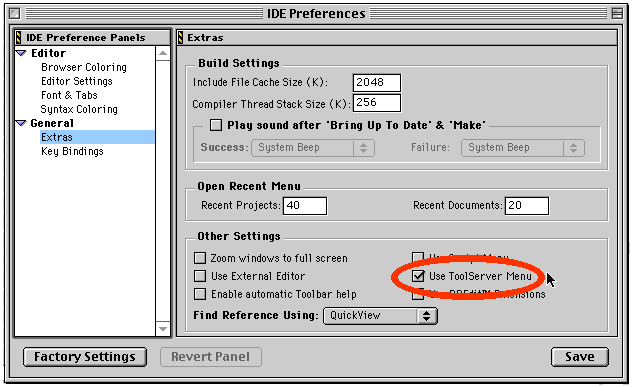 IDE Preferences
IDE Preference Panels
Editor
Browser Coloring
Editor Settings
Font & Tabs
Syntax Coloring
General
Extras
Key Bindings
Extras
Build Settings
Include File Cache Size (K): 2048
Compiler Thread Stack Size (K): 256
Play sound after 'Bring Up To Date' & 'Make'
Success: System Beep Failure: System Beep
Open Recent Menu
Recent Projects: 40 Recent Documents: 20
Other Settings
Zoom windows to full screen Menu
Use External Editor Use ToolServer Menu
Enable automatic Toolbar help
Find Reference Using: QuickView
Factory Settings Revert Panel Save